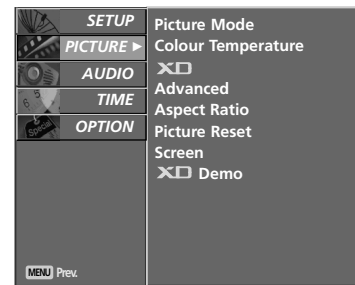 SETUP
PICTURE ►
AUDIO
TIME
OPTION
MENU Prev.
Picture Mode
Colour Temperature
XD
Advanced
Aspect Ratio
Picture Reset
Screen
XD Demo